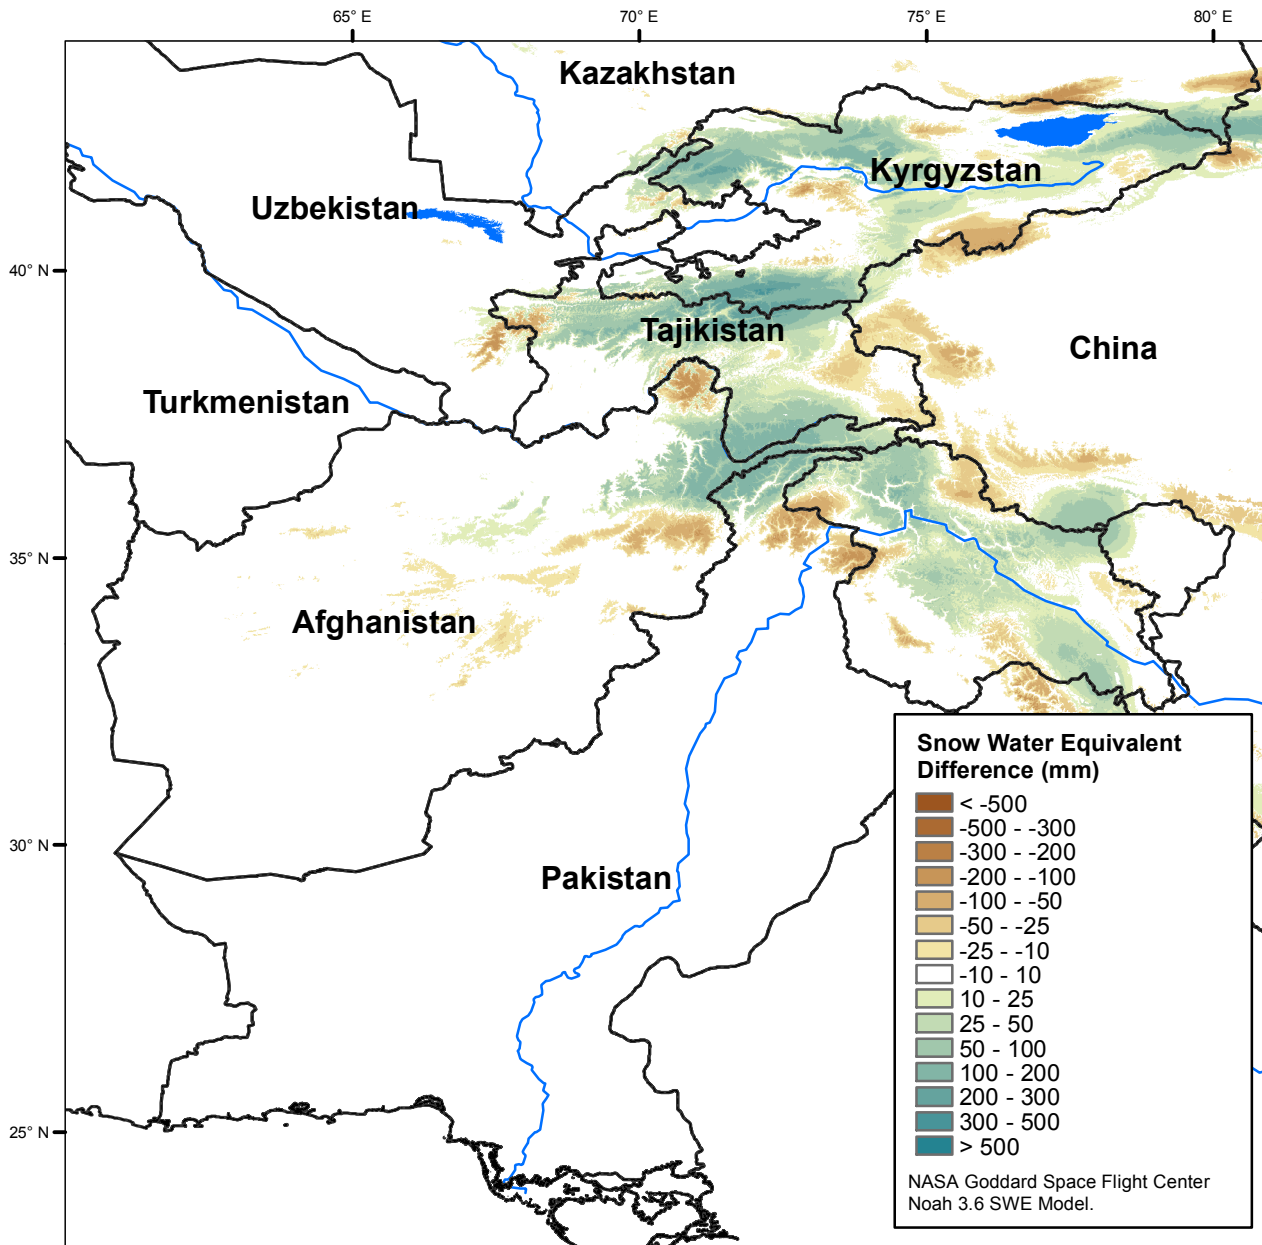 65° E
70° E
75° E
80° E
Kazakhstan
Kyrgyzstan
Uzbekistan
40° N
Tajikistan
China
Turkmenistan
35° N
Afghanistan
30° N
Pakistan
25° N
Snow Water Equivalent
Difference (mm)
< -500
-500 - -300
-300 - -200
-200 - -100
-100 - -50
-50 - -25
-25 - -10
-10 - 10
10 - 25
25 - 50
50 - 100
100 - 200
200 - 300
300 - 500
> 500
NASA Goddard Space Flight Center
Noah 3.6 SWE Model.